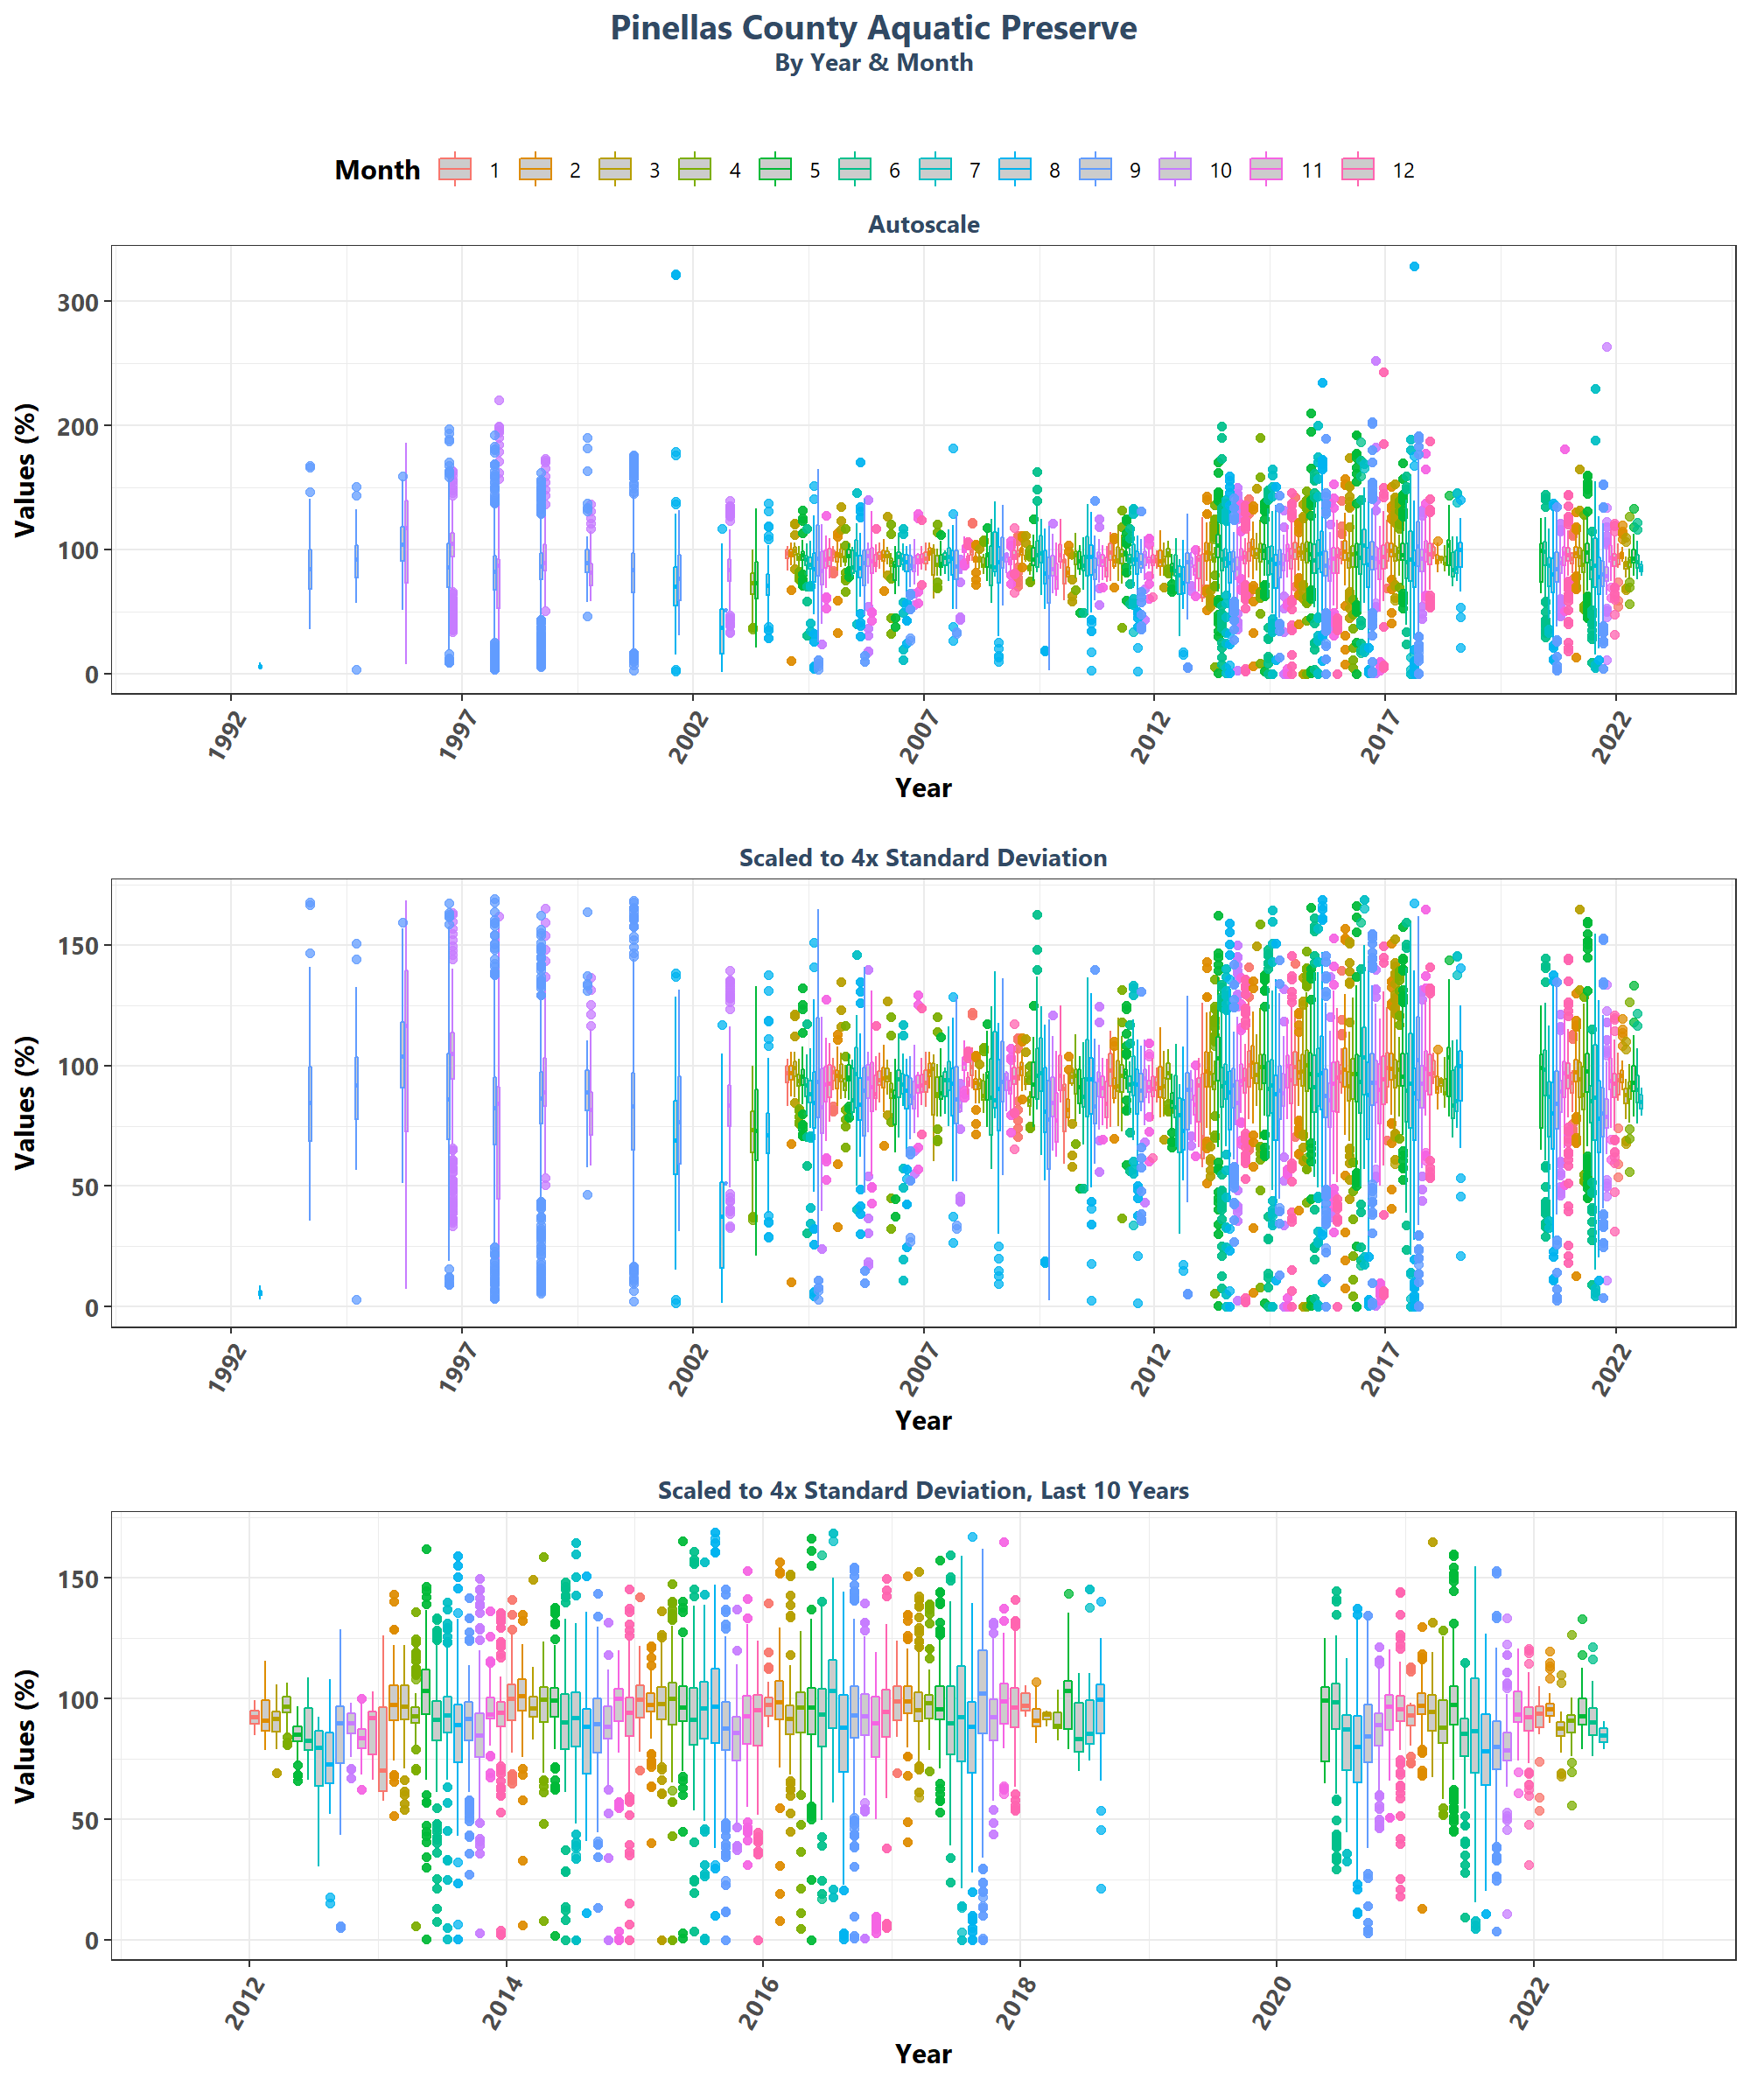 Pinellas County Aquatic Preserve
By Year & Month
Month 1 2 3 4 5 6 7 8 9 10 11 12
Autoscale
Values (%)
300
200
100
0
1992 1997 2002 2007 2012 2017 2022
Year
Scaled to 4x Standard Deviation
Values (%)
150
100
50
0
1992 1997 2002 2007 2012 2017 2022
Year
Scaled to 4x Standard Deviation, Last 10 Years
Values (%)
150
100
50
0
2012 2014 2016 2018 2020 2022
Year